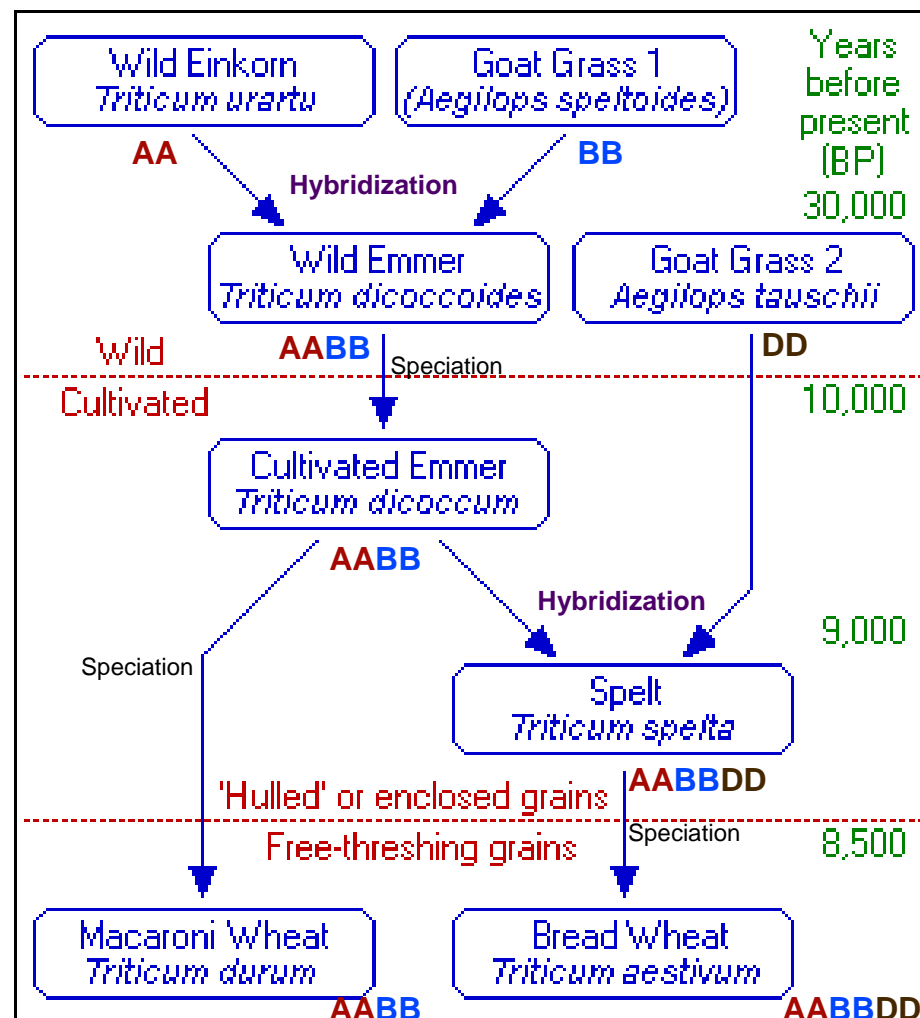 Wild Einkorn
Triticum urartu
Goat Grass 1
(Aegilops speltoides)
Years
before
present
(BP)
30,000
AA
BB
Hybridization
Wild Emmer
Triticum dicoccoides
Goat Grass 2
Aegilops tauschii
AABB
DD
Wild
Speciation
Cultivated
10,000
Cultivated Emmer
Triticum dicoccum
AABB
Hybridization
9,000
Speciation
Spelt
Triticum spelta
AABBDD
'Hulled' or enclosed grains
Free-threshing grains
Speciation
8,500
Macaroni Wheat
Triticum durum
AABB
Bread Wheat
Triticum aestivum
AABBDD